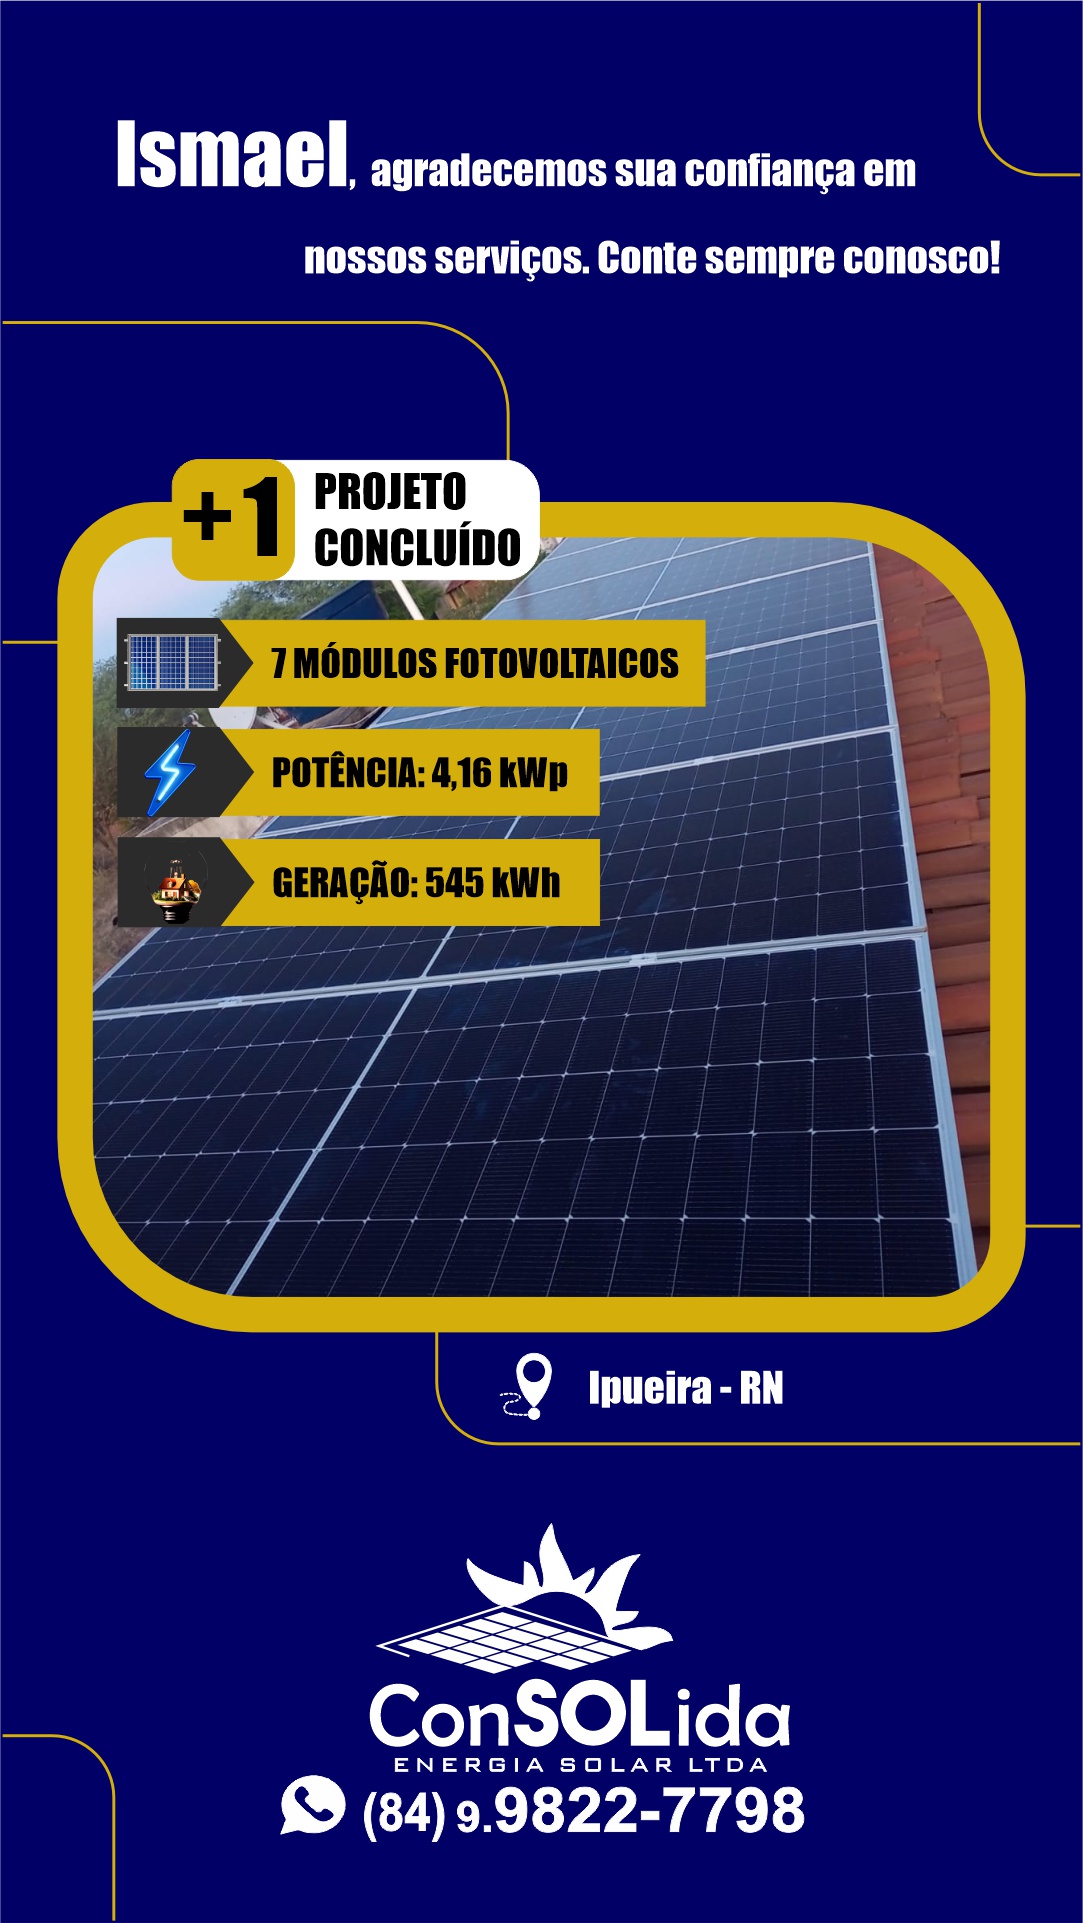 Ismael, agradecemos sua confiança em
nossos serviços. Conte sempre conosco!
+1 PROJETO
CONCLUÍDO
7 MÓDULOS FOTOVOLTAICOS
POTÊNCIA: 4,16 kWp
GERAÇÃO: 545 kWh
Ipueira - RN
ConSOLida
ENERGIA SOLAR LTDA
(84) 9.9822-7798